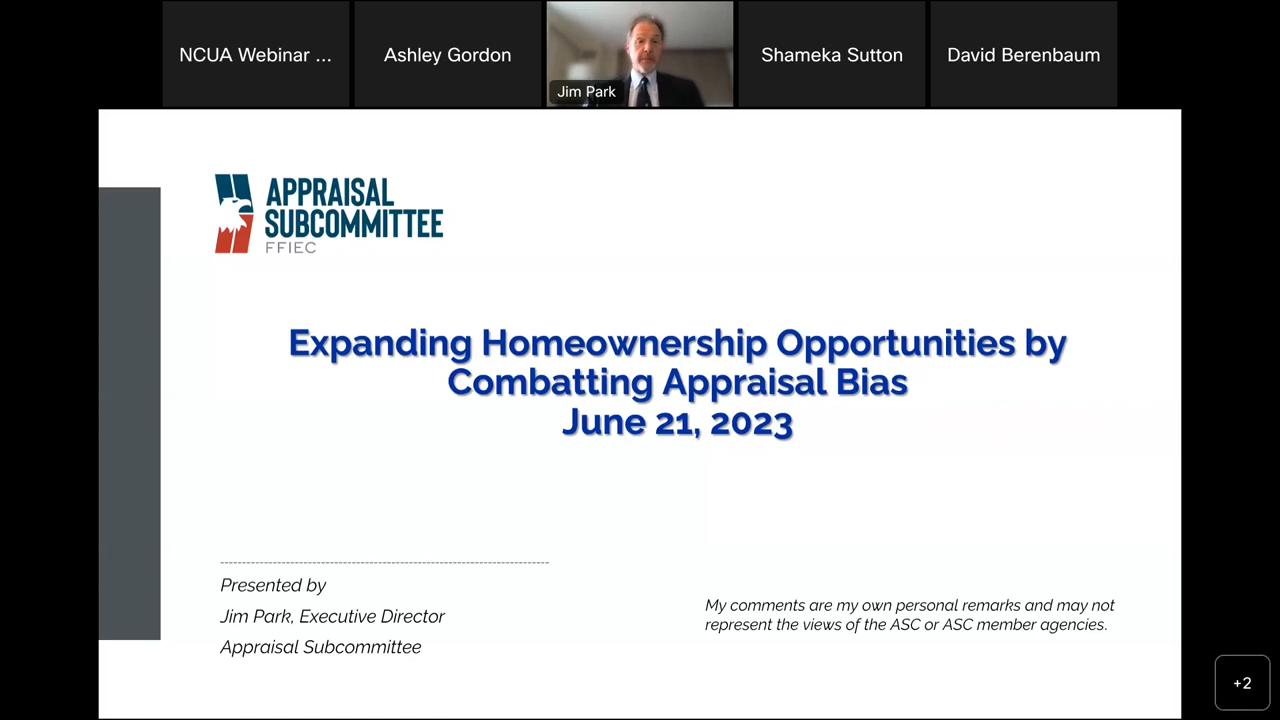 NCUA Webinar ...
Ashley Gordon
Jim Park
Shameka Sutton
David Berenbaum
APPRAISAL
SUBCOMMITTEE
FFIEC
Expanding Homeownership Opportunities by
Combatting Appraisal Bias
June 21, 2023
Presented by
Jim Park, Executive Director
Appraisal Subcommittee
My comments are my own personal remarks and may not
represent the views of the ASC or ASC member agencies.
+2